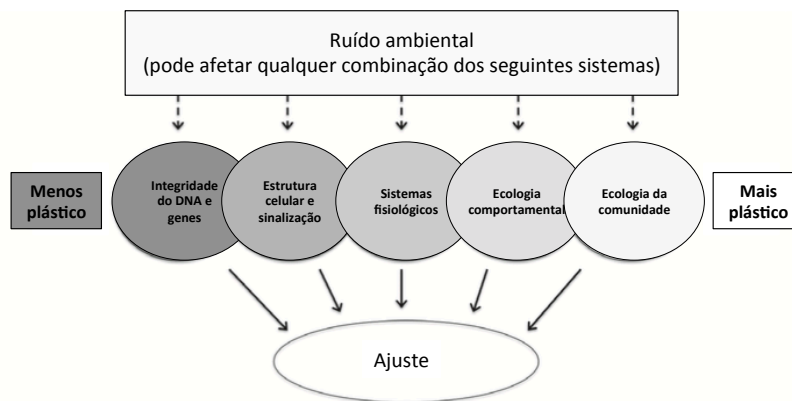 Ruído ambiental
(pode afetar qualquer combinação dos seguintes sistemas)
Menos
plástico
Integridade
do DNA e
genes
Estrutura
celular e
sinalização
Sistemas
fisiológicos
Ecologia
comportamental
Ecologia da
comunidade
Mais
plástico
Ajuste